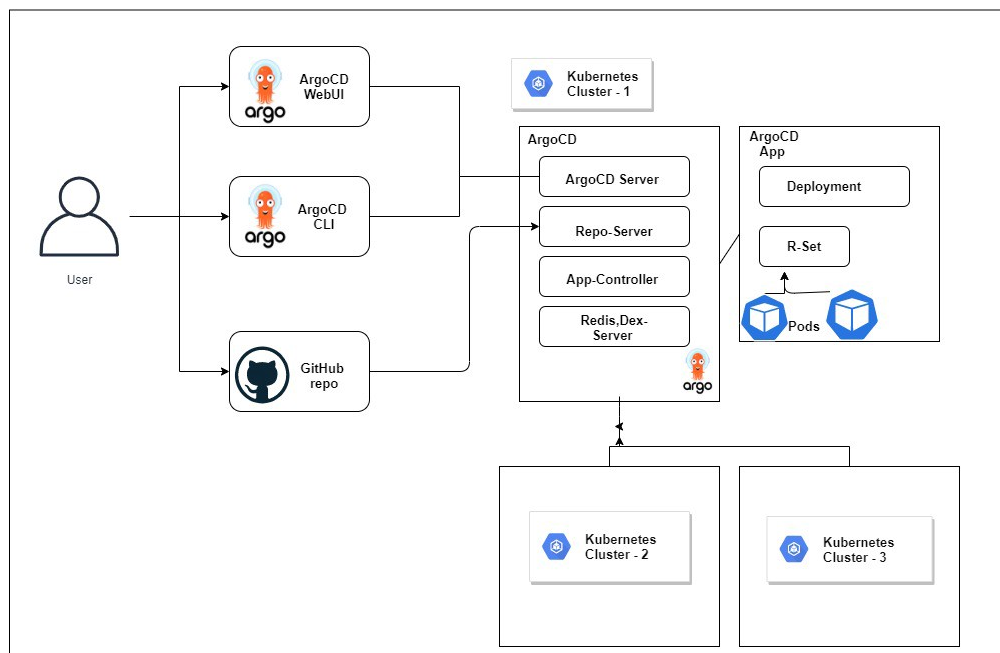 ArgoCD
WebUI
argo
Kubernetes
Cluster - 1
ArgoCD
ArgoCD Server
ArgoCD
App
Deployment
User
ArgoCD
CLI
argo
Repo-Server
R-Set
App-Controller
Redis,Dex-
Server
Pods
GitHub
repo
argo
Kubernetes
Cluster - 2
Kubernetes
Cluster - 3